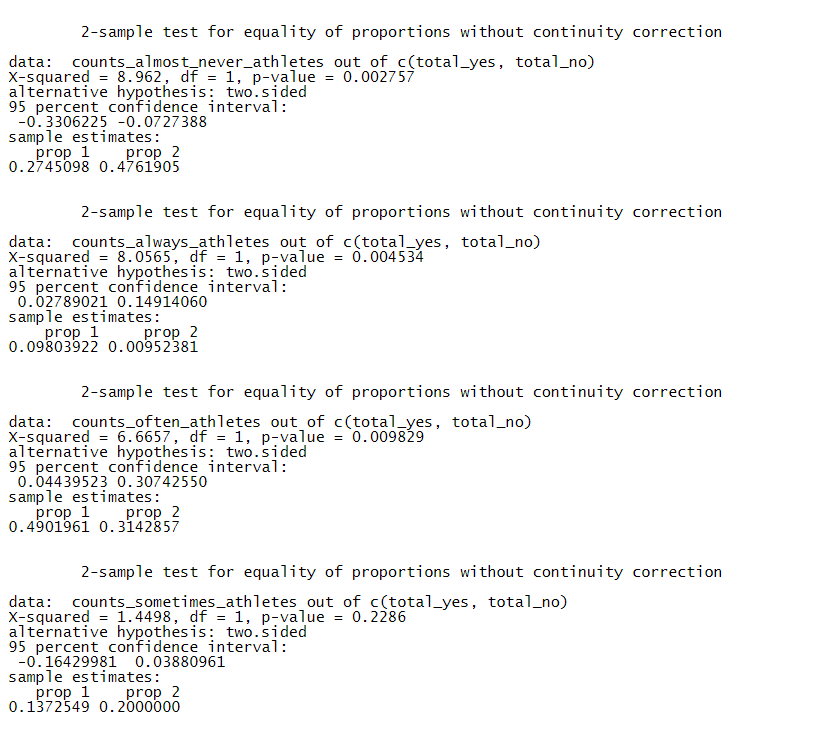 2-sample test for equality of proportions without continuity correction
data:  counts_almost_never_athletes out of c(total_yes, total_no)
X-squared = 8.962, df = 1, p-value = 0.002757
alternative hypothesis: two.sided
95 percent confidence interval:
 -0.3306225 -0.0727388
sample estimates:
   prop 1    prop 2
0.2745098 0.4761905
2-sample test for equality of proportions without continuity correction
data:  counts_always_athletes out of c(total_yes, total_no)
X-squared = 8.0565, df = 1, p-value = 0.004534
alternative hypothesis: two.sided
95 percent confidence interval:
 0.02789021 0.14914060
sample estimates:
    prop 1     prop 2
0.09803922 0.00952381
2-sample test for equality of proportions without continuity correction
data:  counts_often_athletes out of c(total_yes, total_no)
X-squared = 6.6657, df = 1, p-value = 0.009829
alternative hypothesis: two.sided
95 percent confidence interval:
 0.04439523 0.30742550
sample estimates:
   prop 1    prop 2
0.4901961 0.3142857
2-sample test for equality of proportions without continuity correction
data:  counts_sometimes_athletes out of c(total_yes, total_no)
X-squared = 1.4498, df = 1, p-value = 0.2286
alternative hypothesis: two.sided
95 percent confidence interval:
 -0.16429981  0.03880961
sample estimates:
   prop 1    prop 2
0.1372549 0.2000000